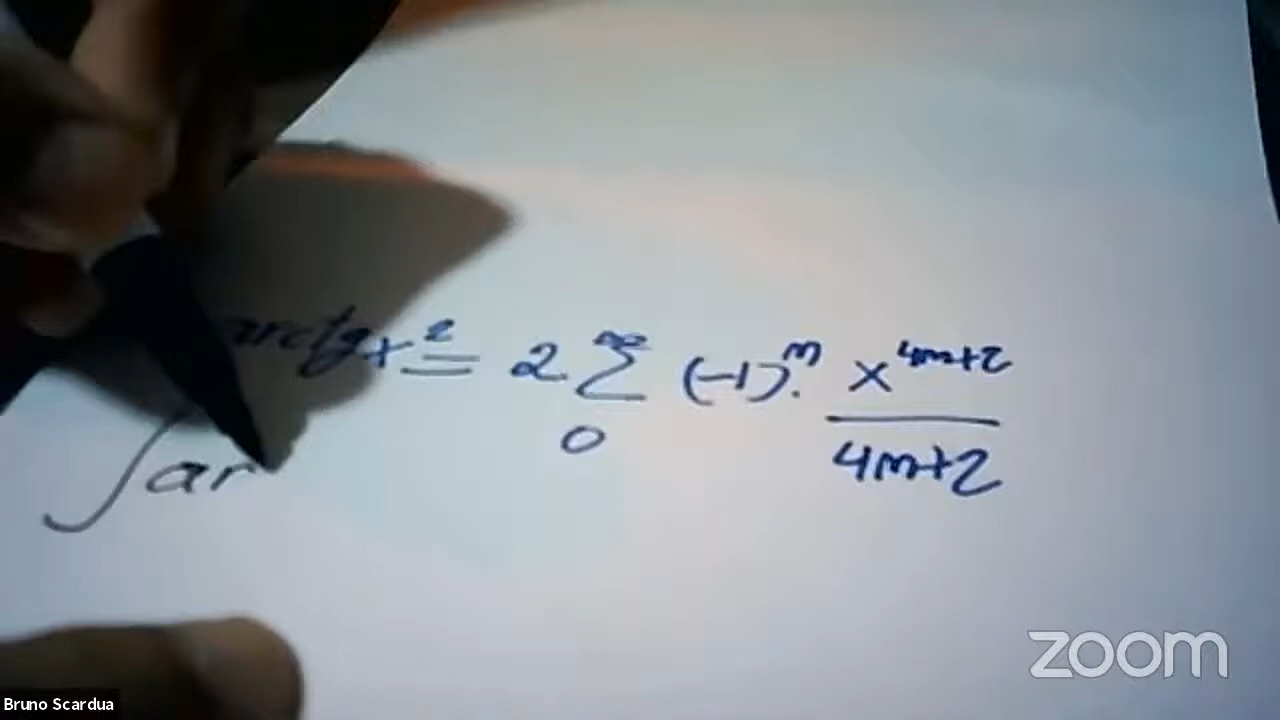 arctg x² = 2 ∞ Σ 0 (-1)ᵐ. x⁴ᵐ⁺² / 4m+2
∫ ar
zoom
Bruno Scardua